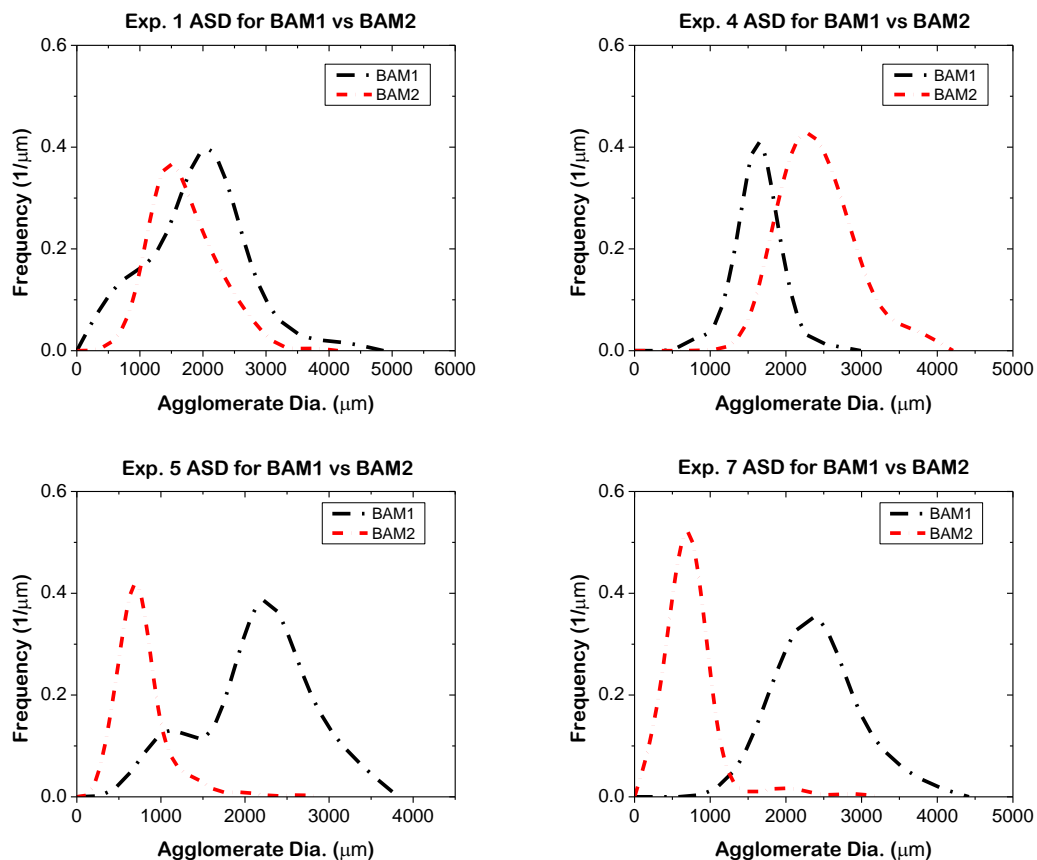 Exp. 1 ASD for BAM1 vs BAM2
0.6
0.4
0.2
0.0
Frequency (1/μm)
BAM1
BAM2
0 1000 2000 3000 4000 5000 6000
Agglomerate Dia. (μm)
Exp. 4 ASD for BAM1 vs BAM2
0.6
0.4
0.2
0.0
Frequency (1/μm)
BAM1
BAM2
0 1000 2000 3000 4000 5000
Agglomerate Dia. (μm)
Exp. 5 ASD for BAM1 vs BAM2
0.6
0.4
0.2
0.0
Frequency (1/μm)
BAM1
BAM2
0 1000 2000 3000 4000
Agglomerate Dia. (μm)
Exp. 7 ASD for BAM1 vs BAM2
0.6
0.4
0.2
0.0
Frequency (1/μm)
BAM1
BAM2
0 1000 2000 3000 4000 5000
Agglomerate Dia. (μm)